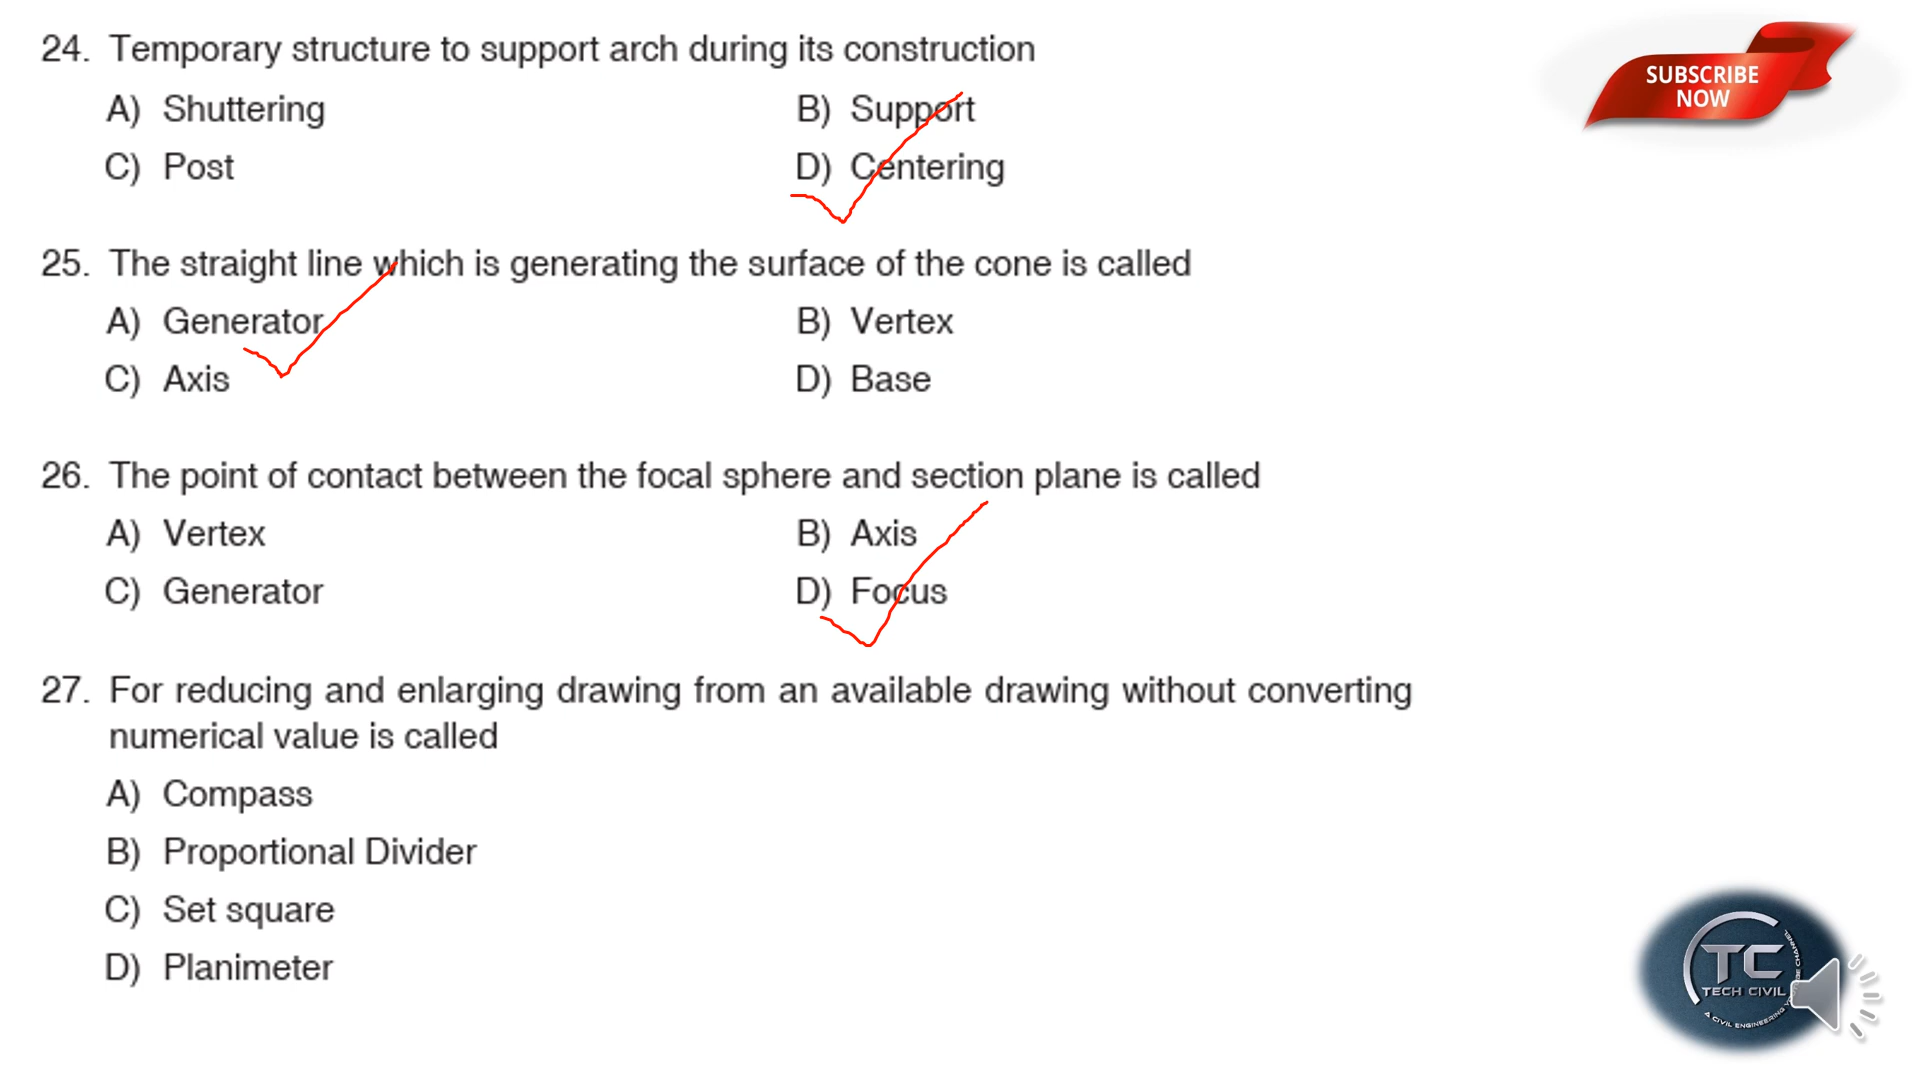 24. Temporary structure to support arch during its construction
A) Shuttering
B) Support
C) Post
D) Centering
25. The straight line which is generating the surface of the cone is called
A) Generator
B) Vertex
C) Axis
D) Base
26. The point of contact between the focal sphere and section plane is called
A) Vertex
B) Axis
C) Generator
D) Focus
27. For reducing and enlarging drawing from an available drawing without converting
numerical value is called
A) Compass
B) Proportional Divider
C) Set square
D) Planimeter
SUBSCRIBE
NOW
TC
TECH CIVIL
A CIVIL ENGINEERING